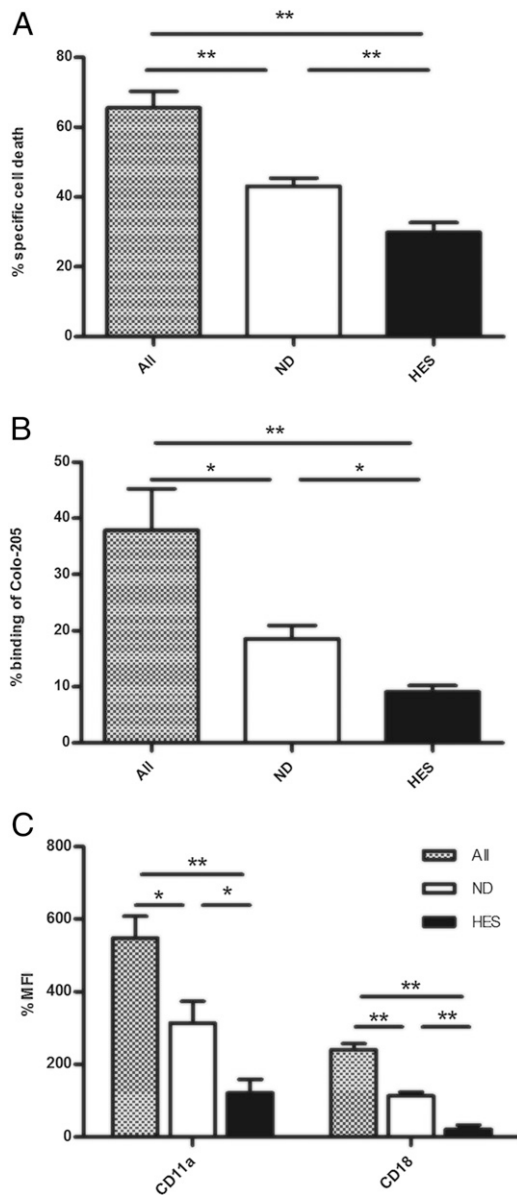 A
**
**
**
80
60
40
20
0
% specific cell death
All
ND
HES
B
**
*
*
50
40
30
20
10
0
% binding of Colo-205
All
ND
HES
C
800
600
400
200
0
% MFI
**
*
*
**
**
**
All
ND
HES
CD11a
CD18